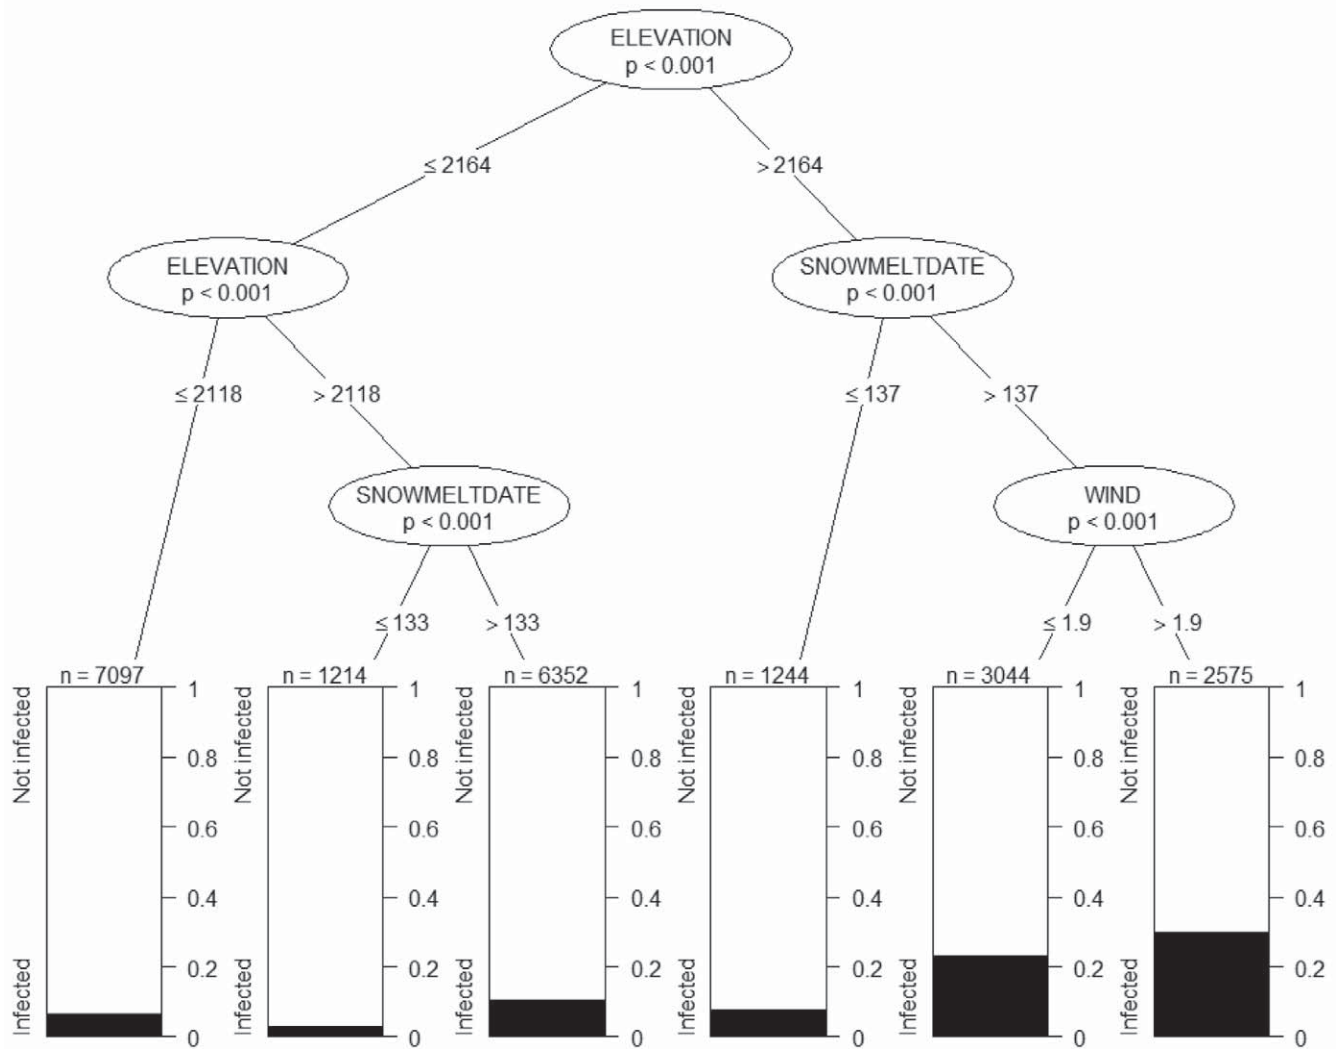 ELEVATION
p < 0.001
≤ 2164
> 2164
ELEVATION
p < 0.001
SNOWMELTDATE
p < 0.001
≤ 2118
> 2118
≤ 137
> 137
SNOWMELTDATE
p < 0.001
WIND
p < 0.001
≤ 133
> 133
≤ 1.9
> 1.9
n = 7097
Not infected
Infected
1
0.8
0.6
0.4
0.2
0
n = 1214
Not infected
Infected
1
0.8
0.6
0.4
0.2
0
n = 6352
Not infected
Infected
1
0.8
0.6
0.4
0.2
0
n = 1244
Not infected
Infected
1
0.8
0.6
0.4
0.2
0
n = 3044
Not infected
Infected
1
0.8
0.6
0.4
0.2
0
n = 2575
Not infected
Infected
1
0.8
0.6
0.4
0.2
0